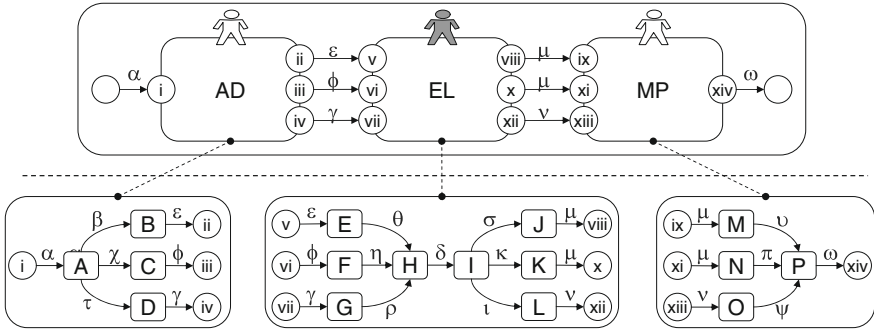 ii ε v viii μ ix
α i AD iii φ vi EL x μ xi MP xiv ω
iv γ vii xii ν xiii
β B ε ii v ε E θ σ J μ viii ix μ M υ
i α A α χ C φ iii vi φ F η H δ I κ K μ x xi μ N π P ω xiv
τ D γ iv vii γ G ρ ι L ν xii xiii ν O ψ